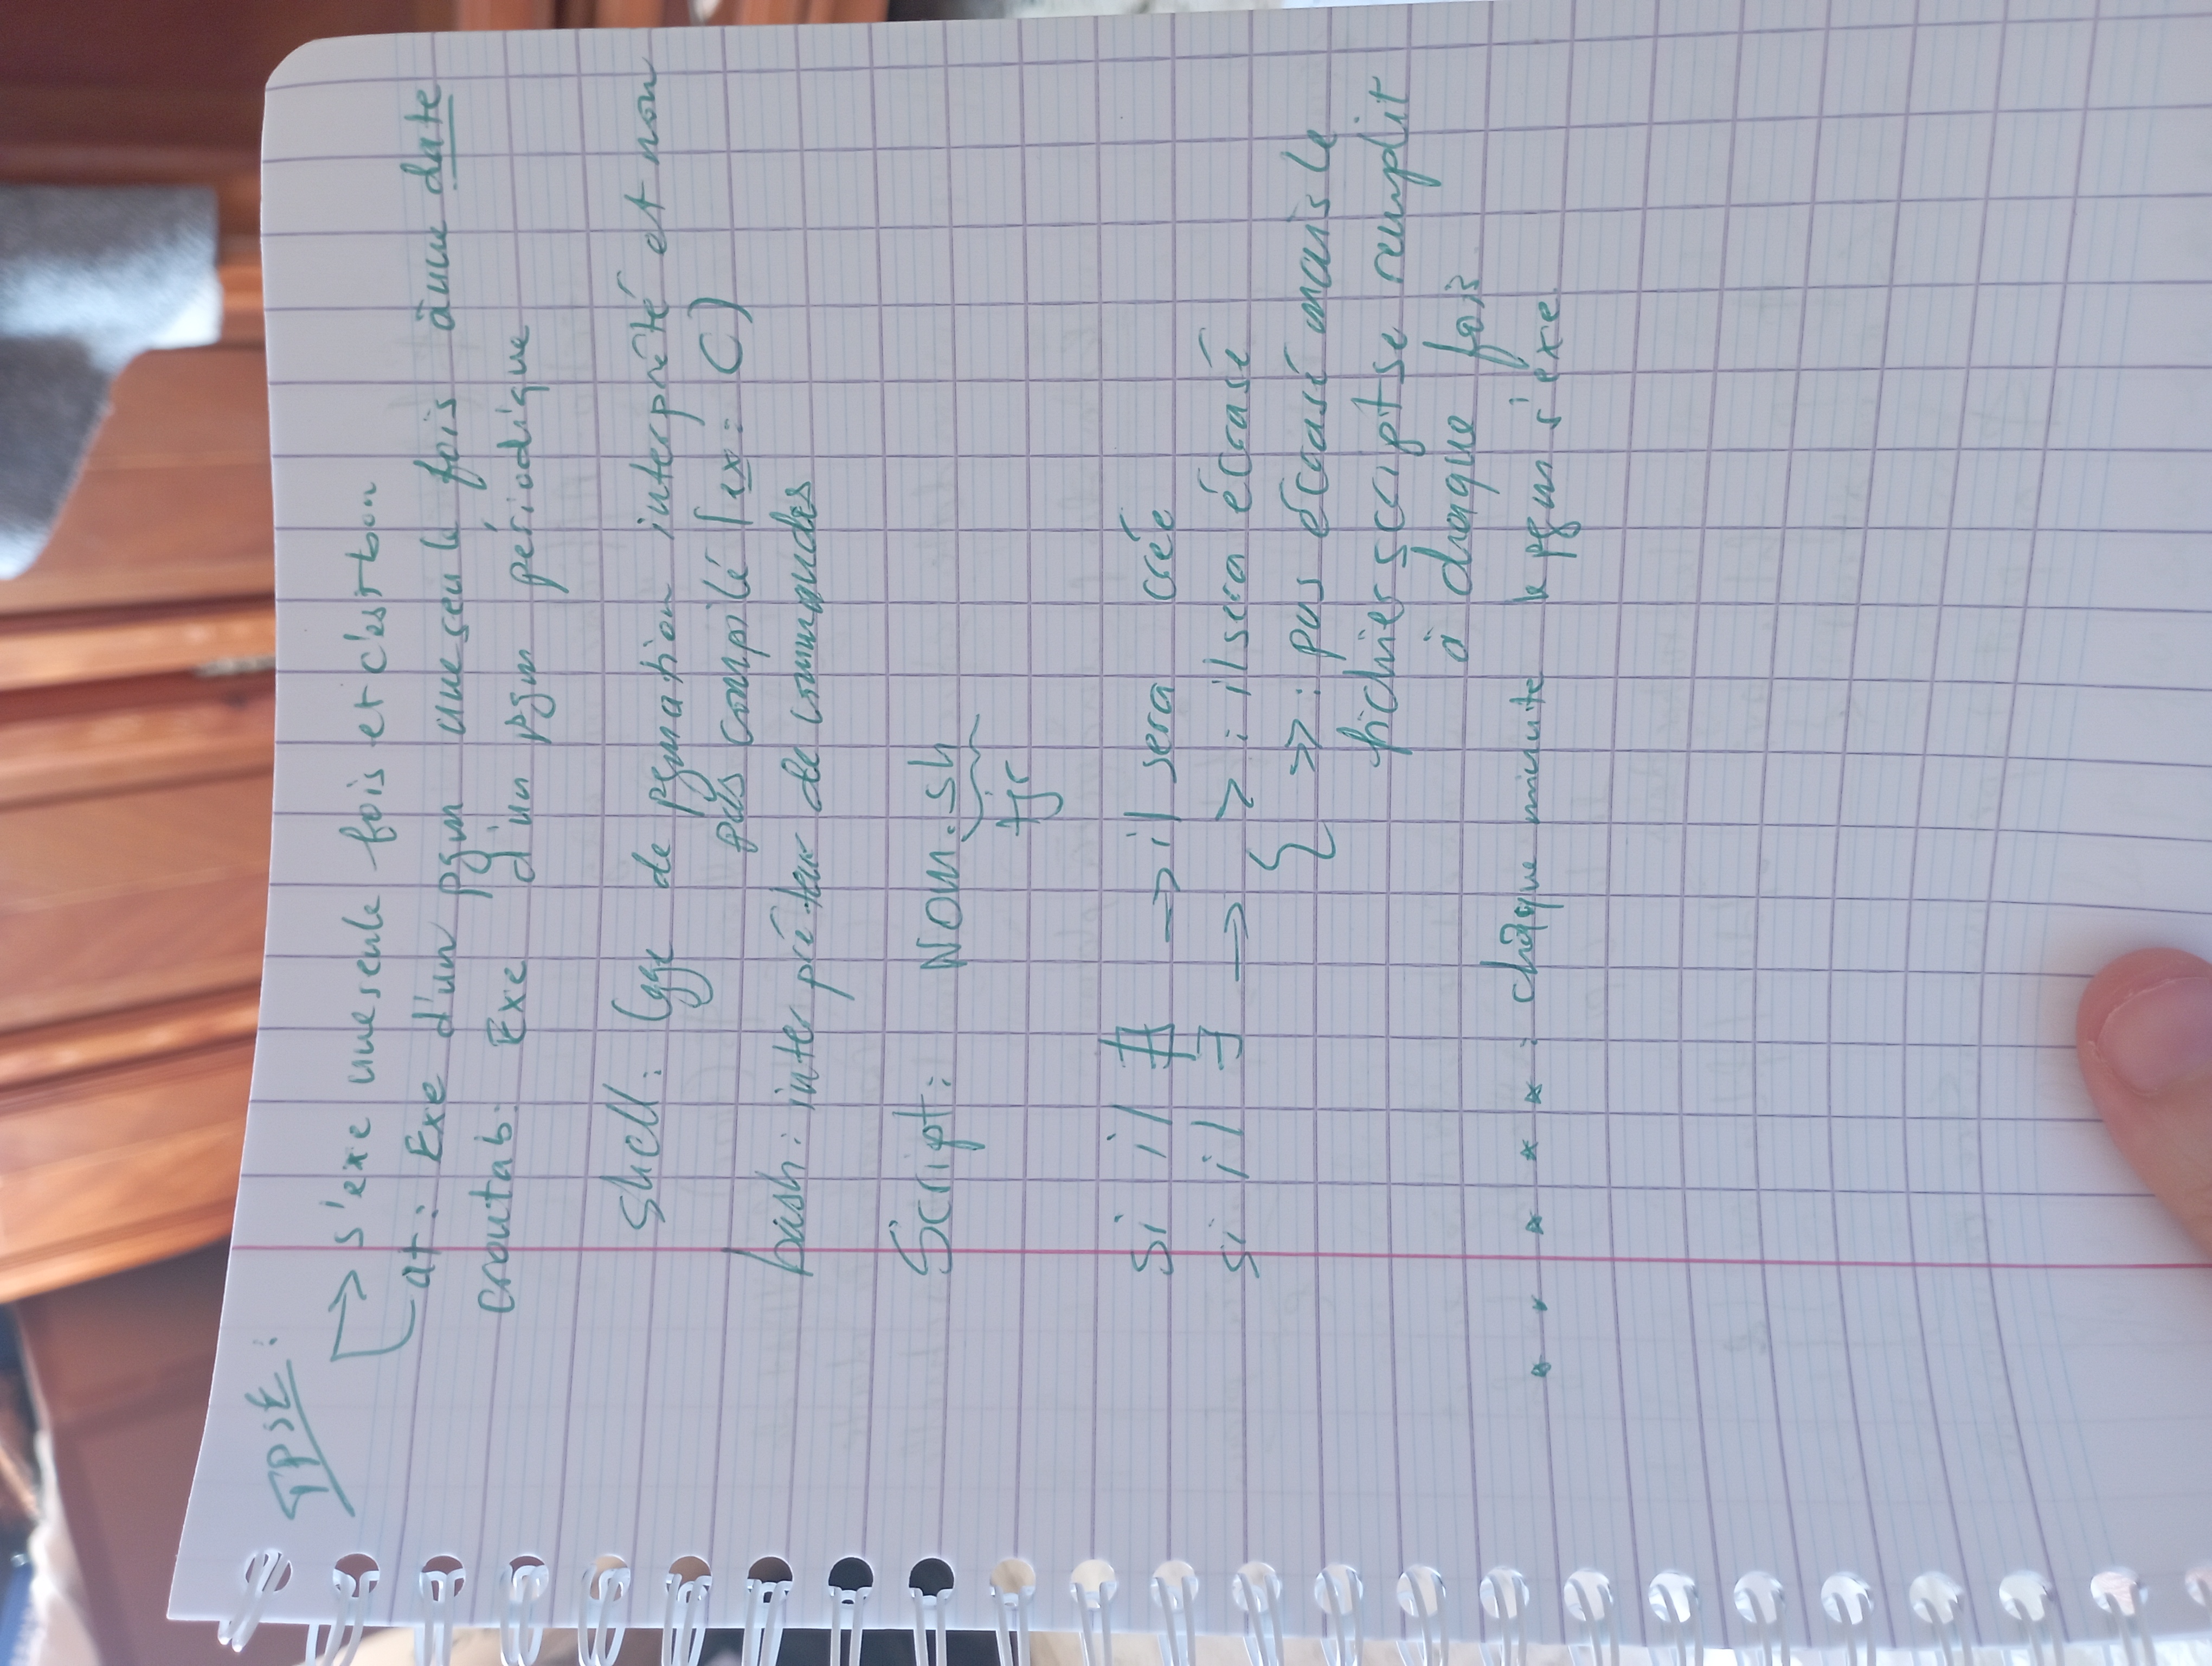 TPSE :
→ s'exe une seule fois et c'est bon
at : Exe d'un pgm une seule fois à une date
crontab : Exe d'un pgm périodique
shell : lgge de pgmation interprêté et non
pas compilé (ex : C)
bash : interprêteur de commandes
Script : Nom.sh
tjr
si il ∄ → il sera crée
si il ∃ → > : il sera écrasé
{ >> : pas écrasé mais le
fichier script se remplit
à chaque fois
* * * * * : chaque minute le pgm s'exe